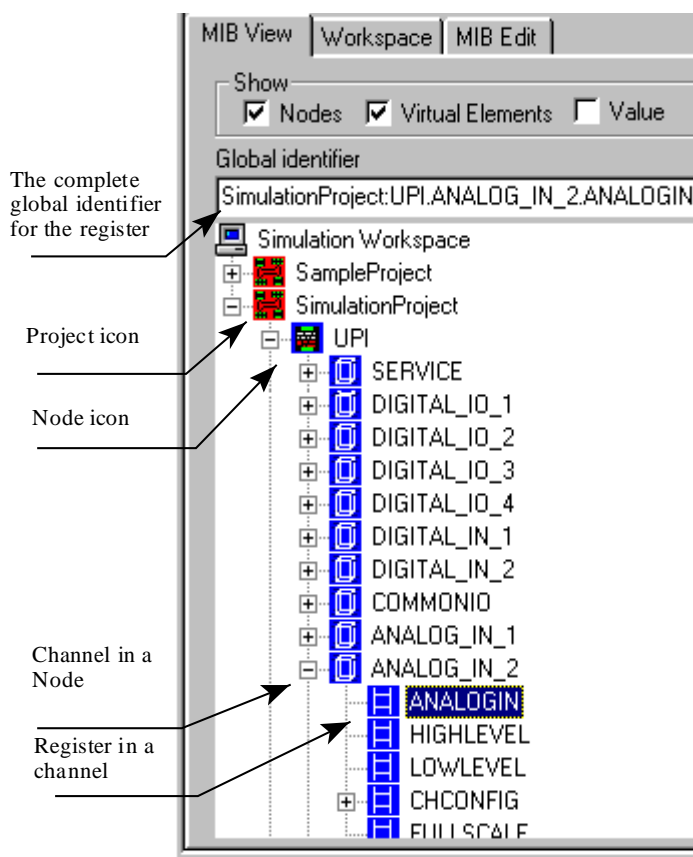 MIB View Workspace MIB Edit
Show
Nodes Virtual Elements Value
Global identifier
SimulationProject:UPI.ANALOG_IN_2.ANALOGIN
The complete
global identifier
for the register
Simulation Workspace
SampleProject
SimulationProject
Project icon
UPI
SERVICE
Node icon
DIGITAL_IO_1
DIGITAL_IO_2
DIGITAL_IO_3
DIGITAL_IO_4
DIGITAL_IN_1
DIGITAL_IN_2
COMMONIO
ANALOG_IN_1
Channel in a
Node
ANALOG_IN_2
ANALOGIN
HIGHLEVEL
Register in a
channel
LOWLEVEL
CHCONFIG
FULLSCALE